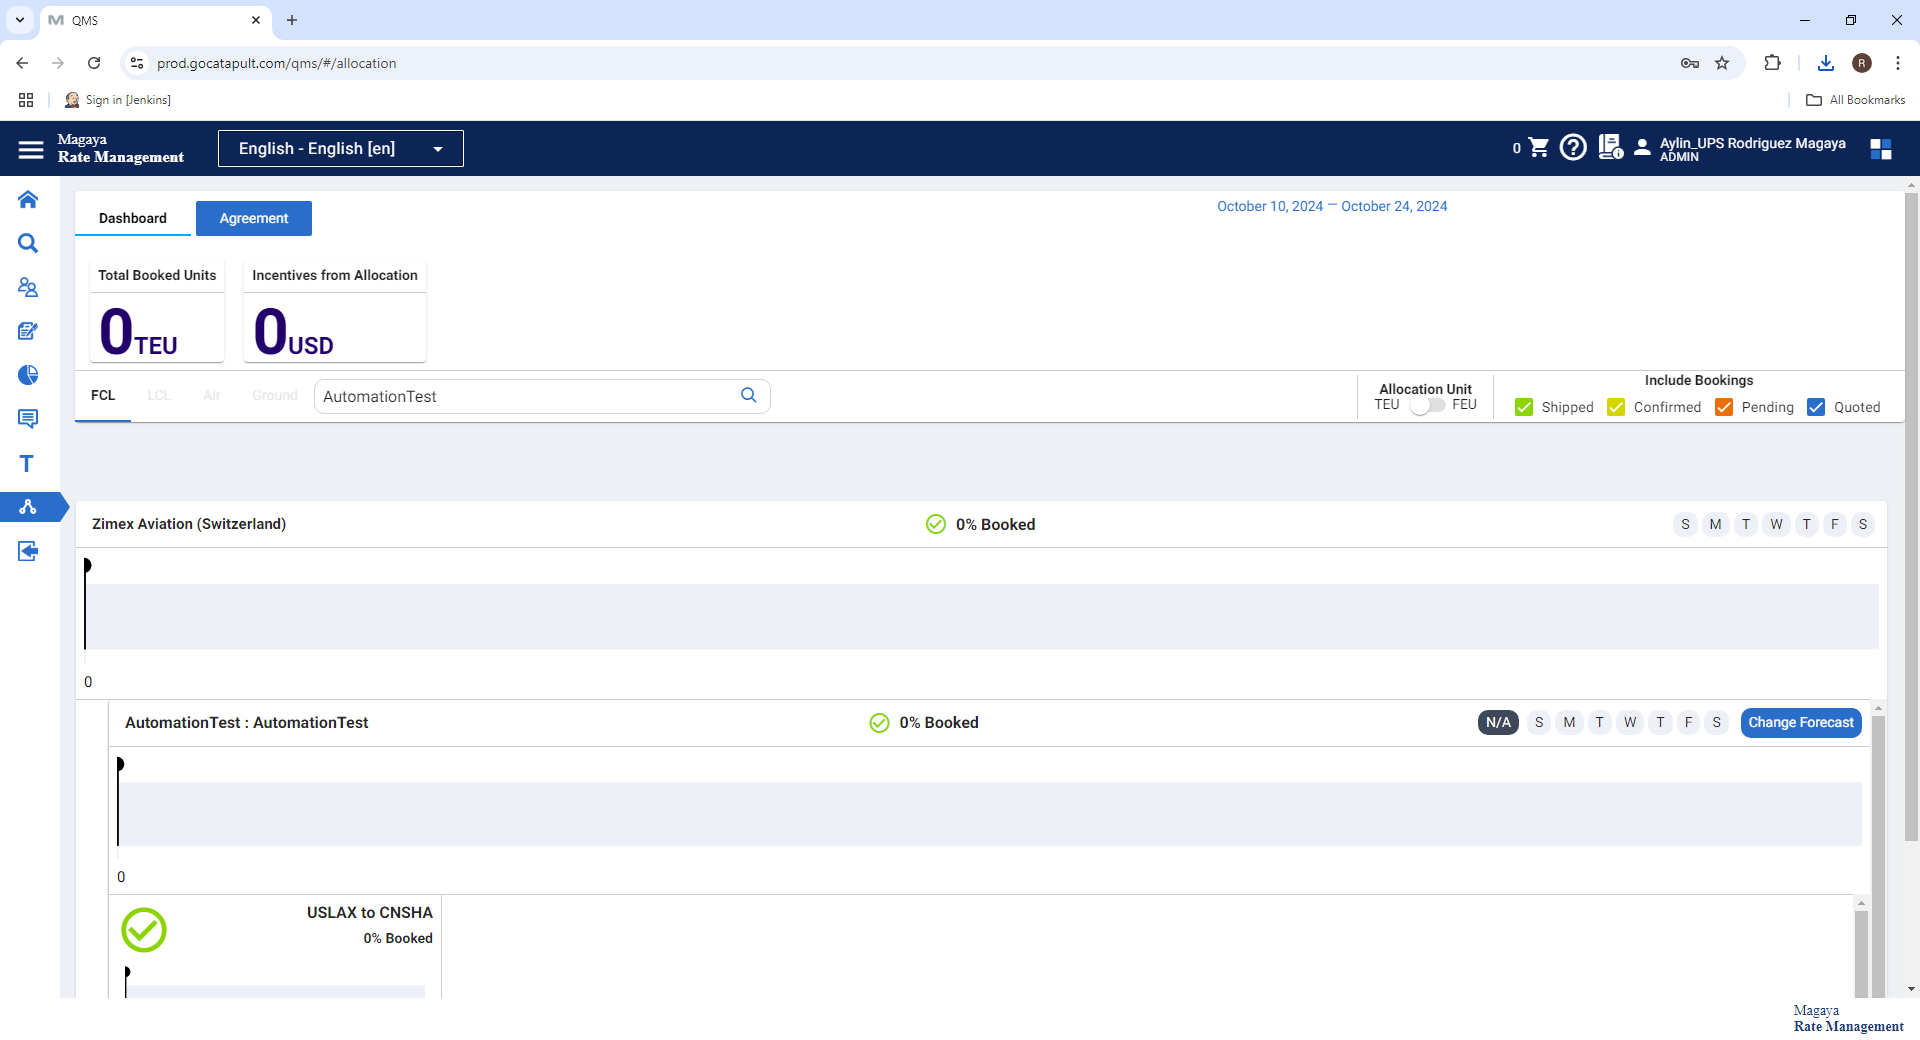 QMS
prod.gocatapult.com/qms/#/allocation
R
Sign in [Jenkins]
All Bookmarks
Magaya
Rate Management
English - English [en]
0
Aylin_UPS Rodriguez Magaya
ADMIN
Dashboard
Agreement
October 10, 2024 — October 24, 2024
Total Booked Units
0TEU
Incentives from Allocation
0USD
FCL
LCL
Air
Ground
AutomationTest
Allocation Unit
TEU FEU
Include Bookings
Shipped Confirmed Pending Quoted
T
Zimex Aviation (Switzerland)
0% Booked
S M T W T F S
0
AutomationTest : AutomationTest
0% Booked
N/A S M T W T F S
Change Forecast
0
USLAX to CNSHA
0% Booked
Magaya
Rate Management